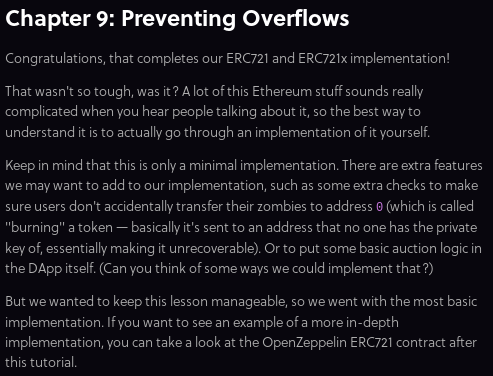 Chapter 9: Preventing Overflows
Congratulations, that completes our ERC721 and ERC721x implementation!
That wasn't so tough, was it? A lot of this Ethereum stuff sounds really
complicated when you hear people talking about it, so the best way to
understand it is to actually go through an implementation of it yourself.
Keep in mind that this is only a minimal implementation. There are extra features
we may want to add to our implementation, such as some extra checks to make
sure users don't accidentally transfer their zombies to address 0 (which is called
"burning" a token — basically it's sent to an address that no one has the private
key of, essentially making it unrecoverable). Or to put some basic auction logic in
the DApp itself. (Can you think of some ways we could implement that?)
But we wanted to keep this lesson manageable, so we went with the most basic
implementation. If you want to see an example of a more in-depth
implementation, you can take a look at the OpenZeppelin ERC721 contract after
this tutorial.